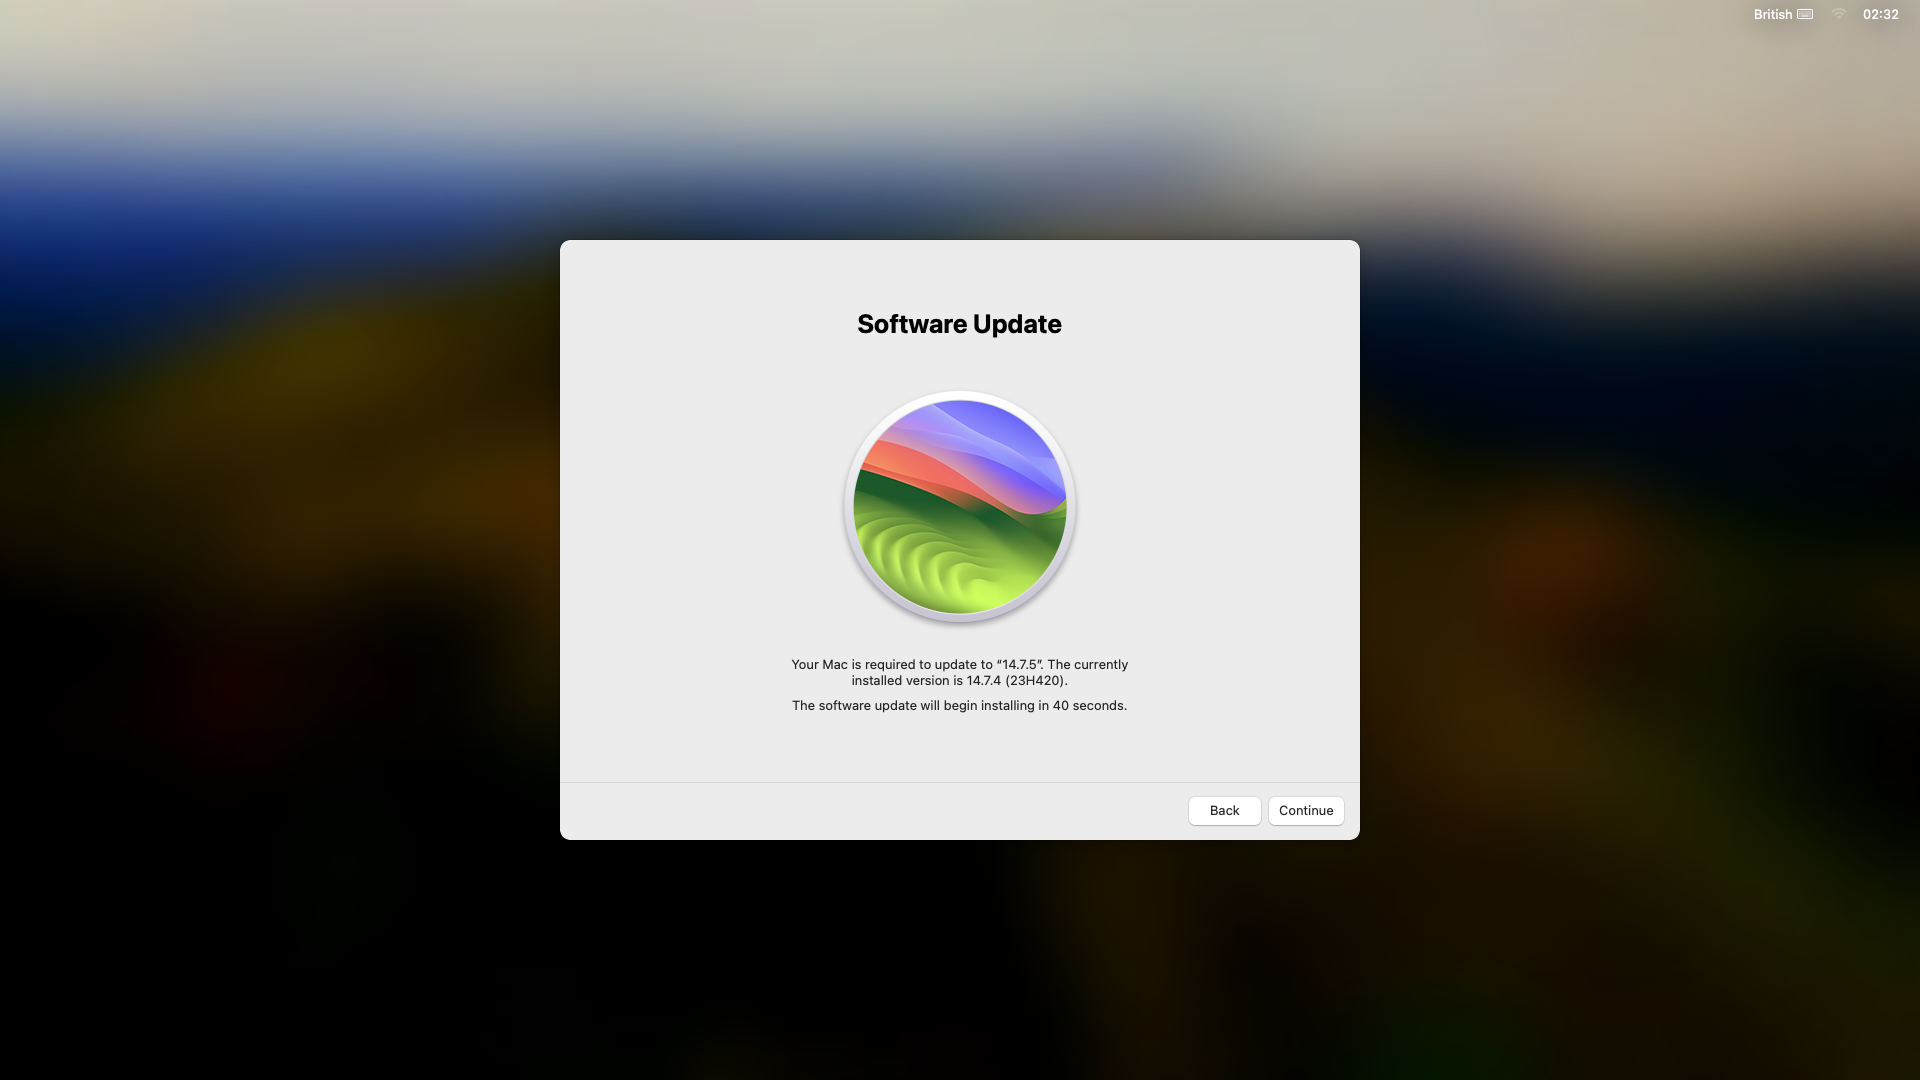 British 02:32
Software Update
Your Mac is required to update to “14.7.5”. The currently
installed version is 14.7.4 (23H420).
The software update will begin installing in 40 seconds.
Back Continue